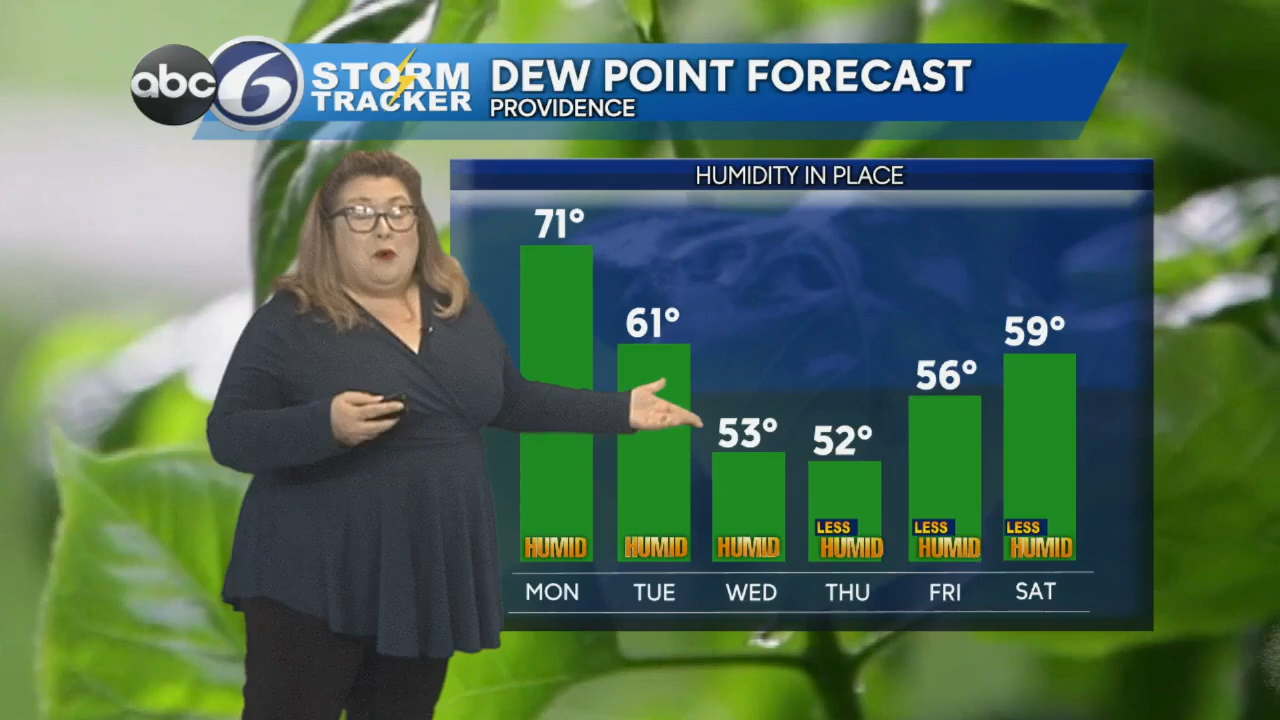 abc 6
STORM
TRACKER
DEW POINT FORECAST
PROVIDENCE
HUMIDITY IN PLACE
71°
61°
53°
52°
56°
59°
HUMID
HUMID
HUMID
LESS
HUMID
LESS
HUMID
LESS
HUMID
MON TUE WED THU FRI SAT